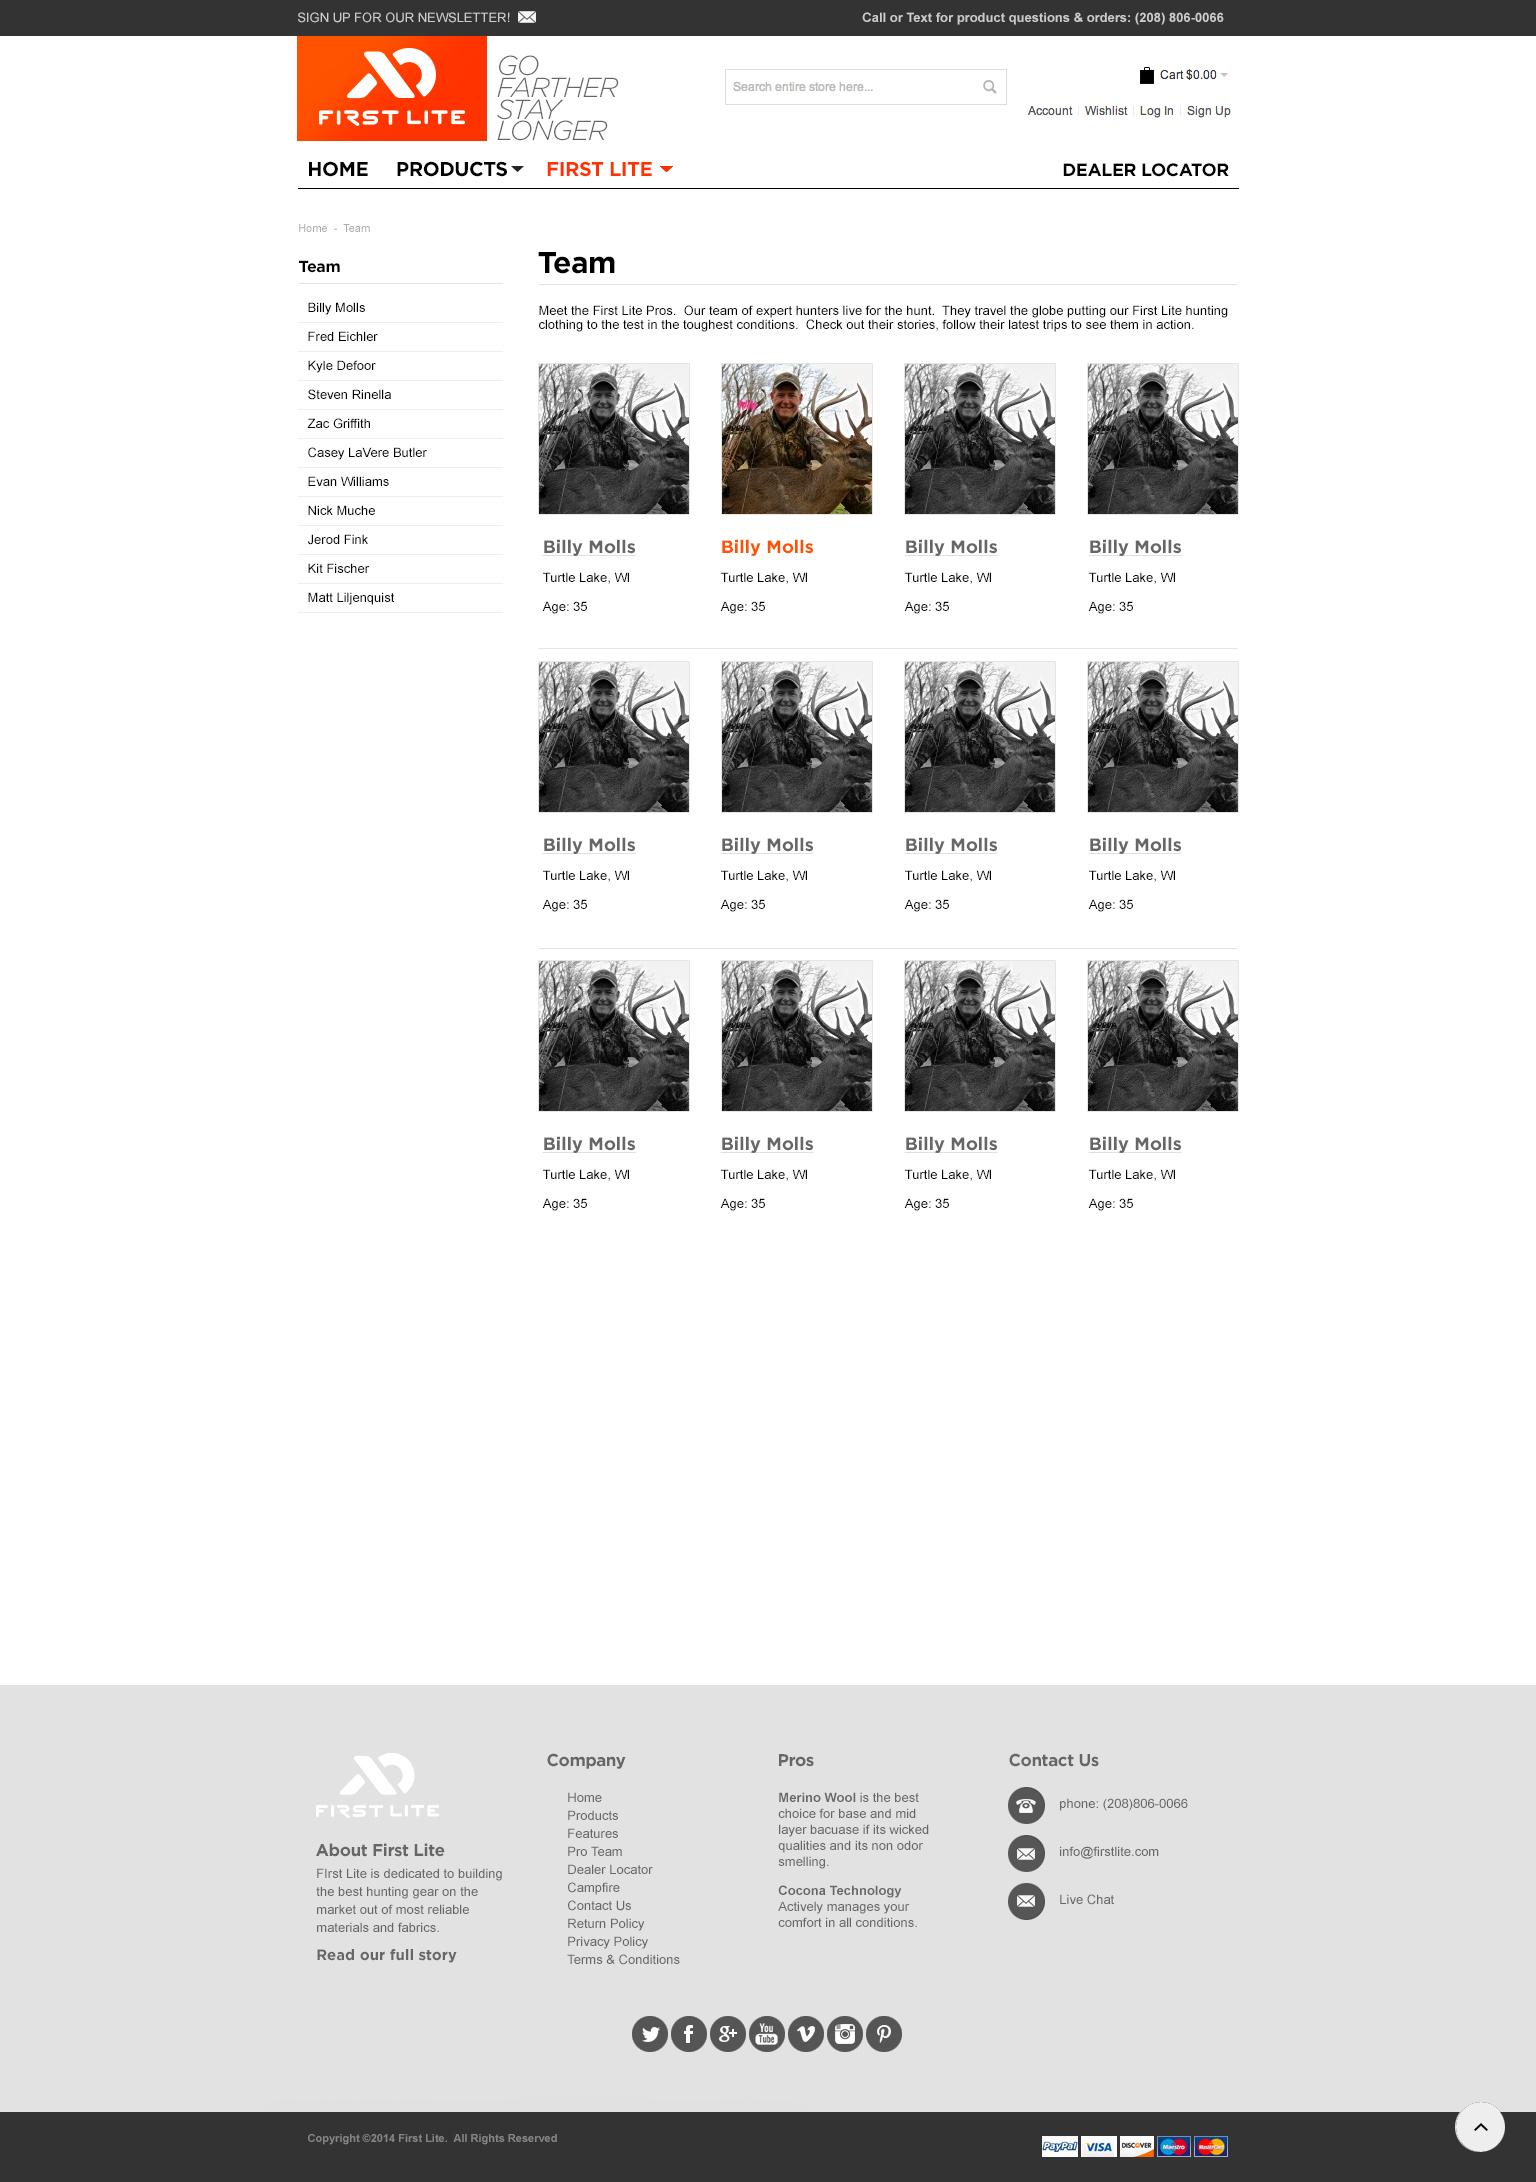 SIGN UP FOR OUR NEWSLETTER!
Call or Text for product questions & orders: (208) 806-0066
FIRST LITE
GO
FARTHER
STAY
LONGER
Search entire store here...
Cart $0.00
Account
Wishlist
Log In
Sign Up
HOME
PRODUCTS
FIRST LITE
DEALER LOCATOR
Home - Team
Team
Billy Molls
Fred Eichler
Kyle Defoor
Steven Rinella
Zac Griffith
Casey LaVere Butler
Evan Williams
Nick Muche
Jerod Fink
Kit Fischer
Matt Liljenquist
Team
Meet the First Lite Pros.  Our team of expert hunters live for the hunt.  They travel the globe putting our First Lite hunting
clothing to the test in the toughest conditions.  Check out their stories, follow their latest trips to see them in action.
Billy Molls
Turtle Lake, WI
Age: 35
Billy Molls
Turtle Lake, WI
Age: 35
Billy Molls
Turtle Lake, WI
Age: 35
Billy Molls
Turtle Lake, WI
Age: 35
Billy Molls
Turtle Lake, WI
Age: 35
Billy Molls
Turtle Lake, WI
Age: 35
Billy Molls
Turtle Lake, WI
Age: 35
Billy Molls
Turtle Lake, WI
Age: 35
Billy Molls
Turtle Lake, WI
Age: 35
Billy Molls
Turtle Lake, WI
Age: 35
Billy Molls
Turtle Lake, WI
Age: 35
Billy Molls
Turtle Lake, WI
Age: 35
FIRST LITE
About First Lite
FIrst Lite is dedicated to building
the best hunting gear on the
market out of most reliable
materials and fabrics.
Read our full story
Company
Home
Products
Features
Pro Team
Dealer Locator
Campfire
Contact Us
Return Policy
Privacy Policy
Terms & Conditions
Pros
Merino Wool is the best
choice for base and mid
layer bacuase if its wicked
qualities and its non odor
smelling.
Cocona Technology
Actively manages your
comfort in all conditions.
Contact Us
phone: (208)806-0066
info@firstlite.com
Live Chat
You
Tube
Copyright ©2014 First Lite.  All Rights Reserved
PayPal
VISA
DISCOVER
Maestro
MasterCard